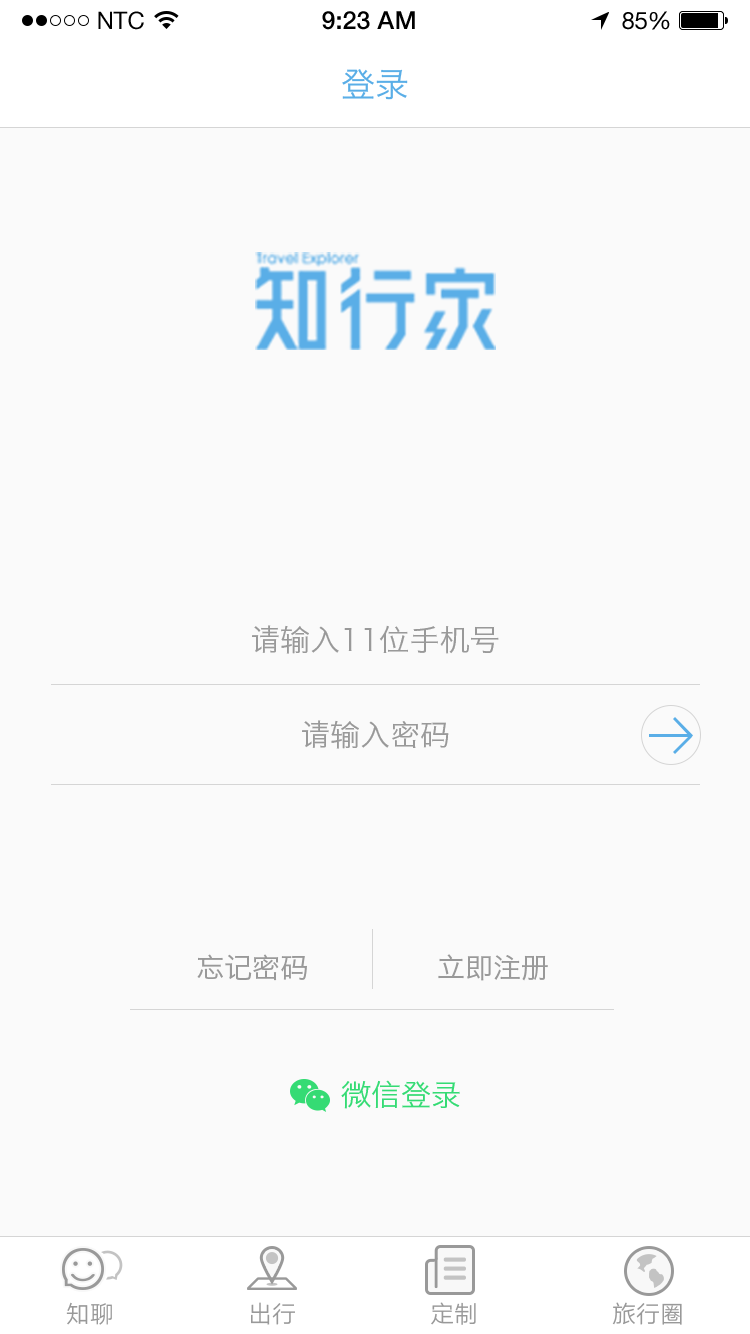 NTC 9:23 AM 85%
登录
Travel Explorer
知行家
请输入11位手机号
请输入密码
忘记密码 立即注册
微信登录
知聊 出行 定制 旅行圈